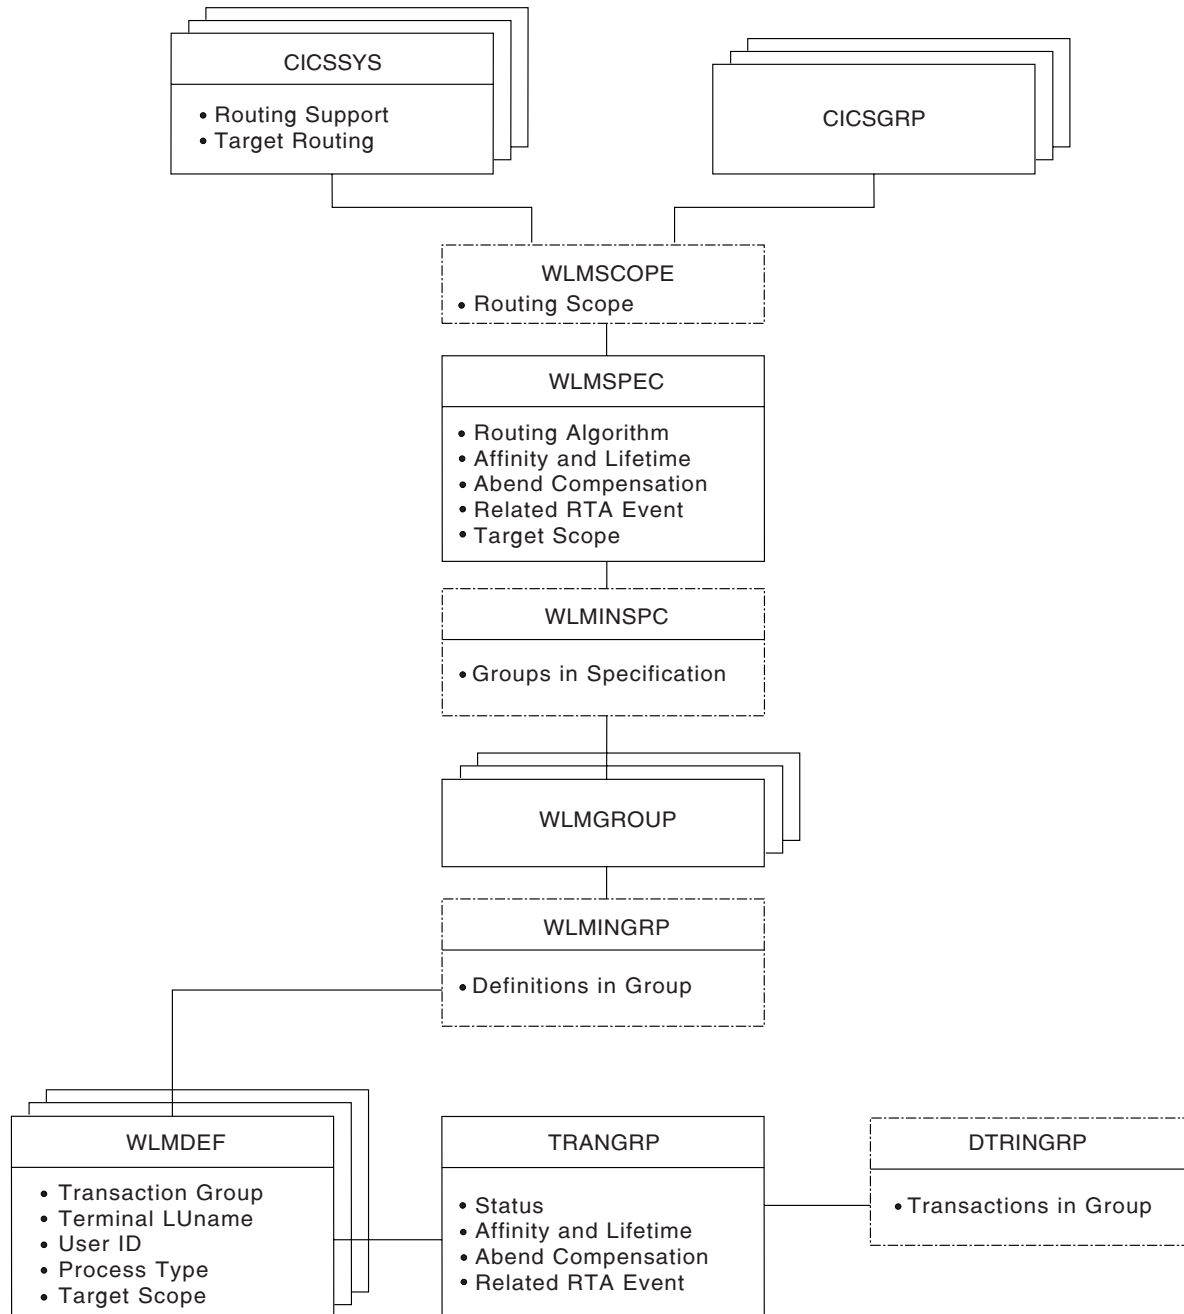 CICSSYS
• Routing Support
• Target Routing
CICSGRP
WLMSCOPE
• Routing Scope
WLMSPEC
• Routing Algorithm
• Affinity and Lifetime
• Abend Compensation
• Related RTA Event
• Target Scope
WLMINSPC
• Groups in Specification
WLMGROUP
WLMINGRP
• Definitions in Group
WLMDEF
• Transaction Group
• Terminal LUname
• User ID
• Process Type
• Target Scope
TRANGRP
• Status
• Affinity and Lifetime
• Abend Compensation
• Related RTA Event
DTRINGRP
• Transactions in Group